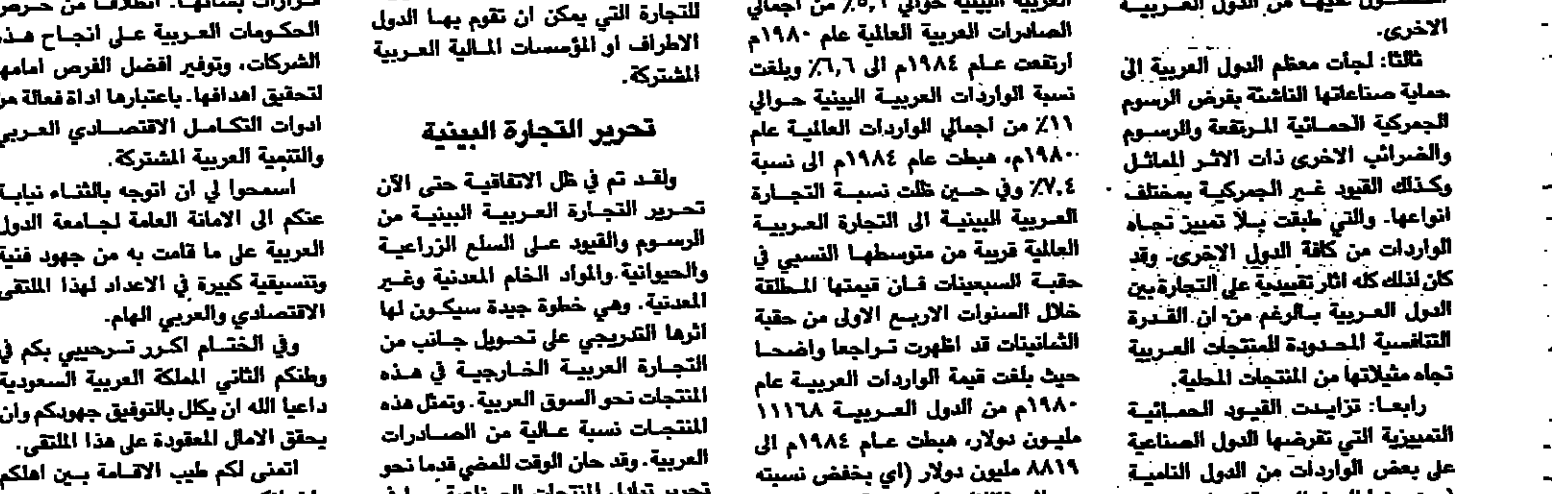 الاخرى.
ثالثا: لجأت معظم الدول العربية الى
حماية صناعاتها الناشئة بفرض الرسوم
الجمركية الحمائية المرتفعة والرسوم
والضرائب الاخرى ذات الاثر المماثل
وكذلك القيود غير الجمركية بمختلف
انواعها. والتي طبقت بلا تمييز تجاه
الواردات من كافة الدول الاخرى. وقد
كان لذلك كله اثار تقييدية على التجارة بين
الدول العربية بالرغم من ان القدرة
التنافسية المحدودة للمنتجات العربية
تجاه مثيلاتها من المنتجات المحلية.
رابعا: تزايدت القيود الحمائية
التمييزية التي تفرضها الدول الصناعية
على بعض الواردات من الدول النامية
العربية البينية حوالي من اجمالي
الصادرات العربية العالمية عام ١٩٨٠م
ارتفعت عام ١٩٨٤م الى ٦,٦٪ وبلغت
نسبة الواردات العربية البينية حوالي
١١٪ من اجمالي الواردات العالمية عام
١٩٨٠م، هبطت عام ١٩٨٤م الى نسبة
٧,٤٪ وفي حسين ظلت نسبة التجارة
العربية البينية الى التجارة العربية
العالمية قريبة من متوسطها النسبي في
حقبة السبعينات فان قيمتها المطلقة
خلال السنوات الاربع الاولى من حقبة
الثمانينات قد اظهرت تراجعا واضحا
حيث بلغت قيمة الواردات العربية عام
١٩٨٠م من الدول العربية ١١١٦٨
مليون دولار، هبطت عام ١٩٨٤م الى
٨٨١٩ مليون دولار (اي بخفض نسبته
للتجارة التي يمكن ان تقوم بها الدول
الاطراف او المؤسسات المالية العربية
المشتركة.
تحرير التجارة البينية
ولقد تم في ظل الاتفاقية حتى الآن
تحرير التجارة العربية البينية من
الرسوم والقيود على السلع الزراعية
والحيوانية والمواد الخام المعدنية وغير
المعدنية. وهي خطوة جيدة سيكون لها
اثرها التدريجي على تحويل جانب من
التجارة العربية الخارجية في هذه
المنتجات نحو السوق العربية. وتمثل هذه
المنتجات نسبة عالية من الصادرات
العربية. وقد حان الوقت للمضي قدما نحو
تحرير تبادل المنتجات الصناعية
الحكومات العربية على انجاح هذه
الشركات، وتوفير افضل الفرص امامها
لتحقيق اهدافها. باعتبارها اداة فعالة من
ادوات التكامل الاقتصادي العربي
والتنمية العربية المشتركة.
اسمحوا لي ان اتوجه بالثناء نيابة
عنكم الى الامانة العامة لجامعة الدول
العربية على ما قامت به من جهود فنية
وتنسيقية كبيرة في الاعداد لهذا الملتقى
الاقتصادي والعربي الهام.
وفي الختام اكرر ترحيبي بكم في
وطنكم الثاني المملكة العربية السعودية
داعيا الله ان يكلل بالتوفيق جهودكم وان
يحقق الامال المعقودة على هذا الملتقى.
اتمنى لكم طيب الاقامة بين اهلكم